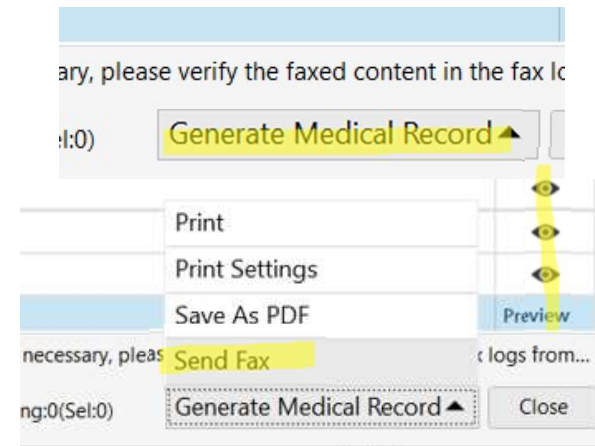 ary, please verify the faxed content in the fax lo
el:0)
Generate Medical Record ▲
Print
Print Settings
Save As PDF
Preview
necessary, pleas
Send Fax
x logs from...
ng:0(Sel:0)
Generate Medical Record ▲
Close